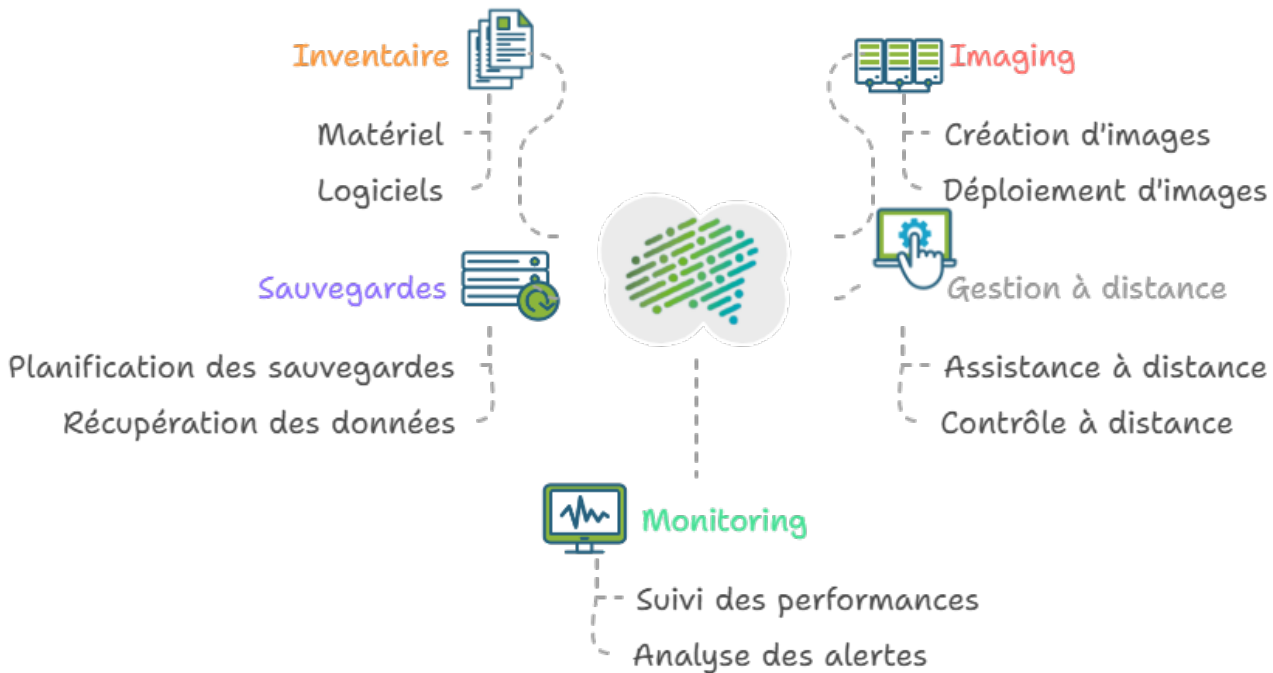 Inventaire
Matériel
Logiciels
Imaging
Création d'images
Déploiement d'images
Sauvegardes
Planification des sauvegardes
Récupération des données
Gestion à distance
Assistance à distance
Contrôle à distance
Monitoring
Suivi des performances
Analyse des alertes